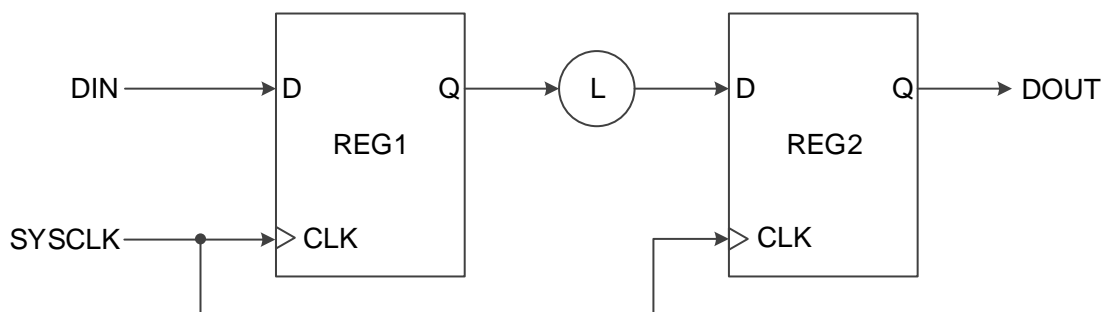 DIN
D
Q
L
D
Q
DOUT
REG1
REG2
SYSCLK
CLK
CLK